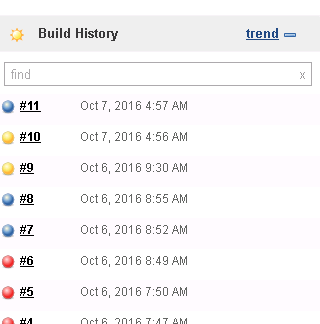 Build History trend
find x
#11 Oct 7, 2016 4:57 AM
#10 Oct 7, 2016 4:56 AM
#9 Oct 6, 2016 9:30 AM
#8 Oct 6, 2016 8:55 AM
#7 Oct 6, 2016 8:52 AM
#6 Oct 6, 2016 8:49 AM
#5 Oct 6, 2016 7:50 AM
#4 Oct 6, 2016 7:47 AM